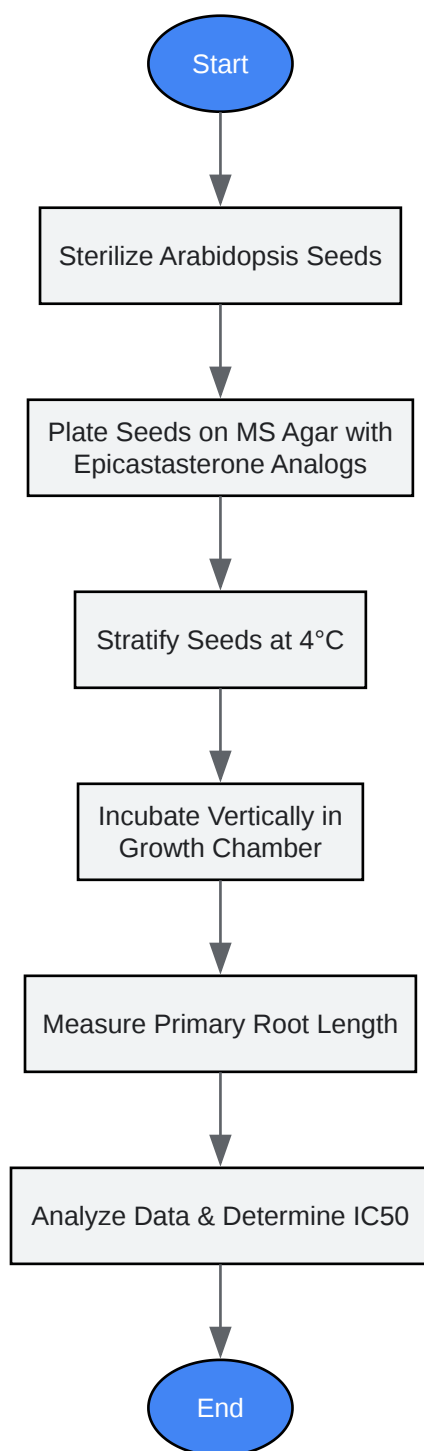 Start
Sterilize Arabidopsis Seeds
Plate Seeds on MS Agar with
Epicastasterone Analogs
Stratify Seeds at 4°C
Incubate Vertically in
Growth Chamber
Measure Primary Root Length
Analyze Data & Determine IC50
End